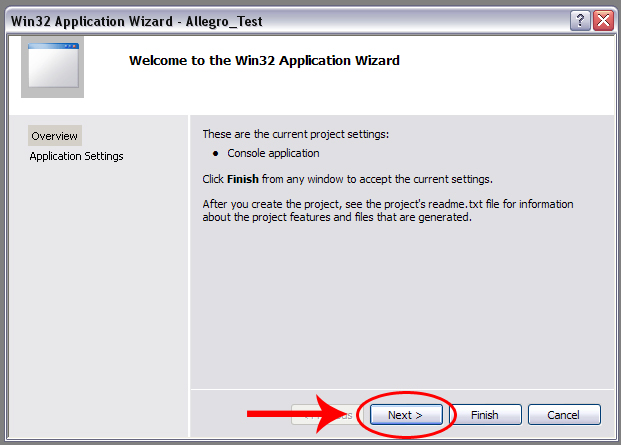 Win32 Application Wizard - Allegro_Test
?
Welcome to the Win32 Application Wizard
Overview
Application Settings
These are the current project settings:
• Console application
Click Finish from any window to accept the current settings.
After you create the project, see the project's readme.txt file for information
about the project features and files that are generated.
Next >
Finish
Cancel